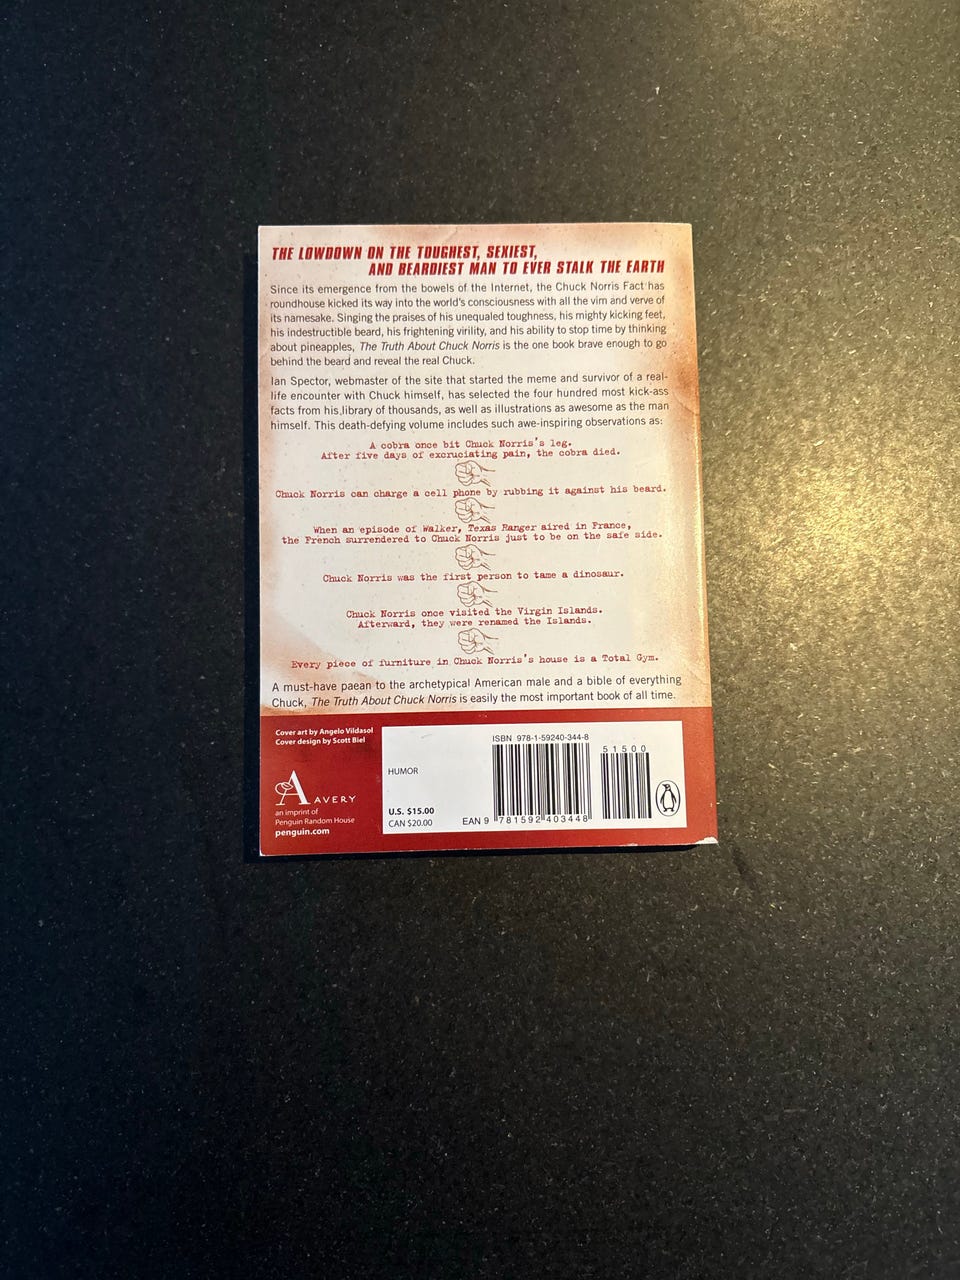 THE LOWDOWN ON THE TOUGHEST, SEXIEST,
AND BEARDIEST MAN TO EVER STALK THE EARTH
Since its emergence from the bowels of the Internet, the Chuck Norris Fact has
roundhouse kicked its way into the world's consciousness with all the vim and verve of
its namesake. Singing the praises of his unequaled toughness, his mighty kicking feet,
his indestructible beard, his frightening virility, and his ability to stop time by thinking
about pineapples, The Truth About Chuck Norris is the one book brave enough to go
behind the beard and reveal the real Chuck.
Ian Spector, webmaster of the site that started the meme and survivor of a real-
life encounter with Chuck himself, has selected the four hundred most kick-ass
facts from his library of thousands, as well as illustrations as awesome as the man
himself. This death-defying volume includes such awe-inspiring observations as:
A cobra once bit Chuck Norris's leg.
After five days of excruciating pain, the cobra died.
Chuck Norris can charge a cell phone by rubbing it against his beard.
When an episode of Walker, Texas Ranger aired in France,
the French surrendered to Chuck Norris just to be on the safe side.
Chuck Norris was the first person to tame a dinosaur.
Chuck Norris once visited the Virgin Islands.
Afterward, they were renamed the Islands.
Every piece of furniture in Chuck Norris's house is a Total Gym.
A must-have paean to the archetypical American male and a bible of everything
Chuck, The Truth About Chuck Norris is easily the most important book of all time.
Cover art by Angelo Vildasol
Cover design by Scott Biel
AVERY
an imprint of
Penguin Random House
penguin.com
HUMOR
U.S. $15.00
CAN $20.00
ISBN 978-1-59240-344-8
51500
EAN 9 781592 403448